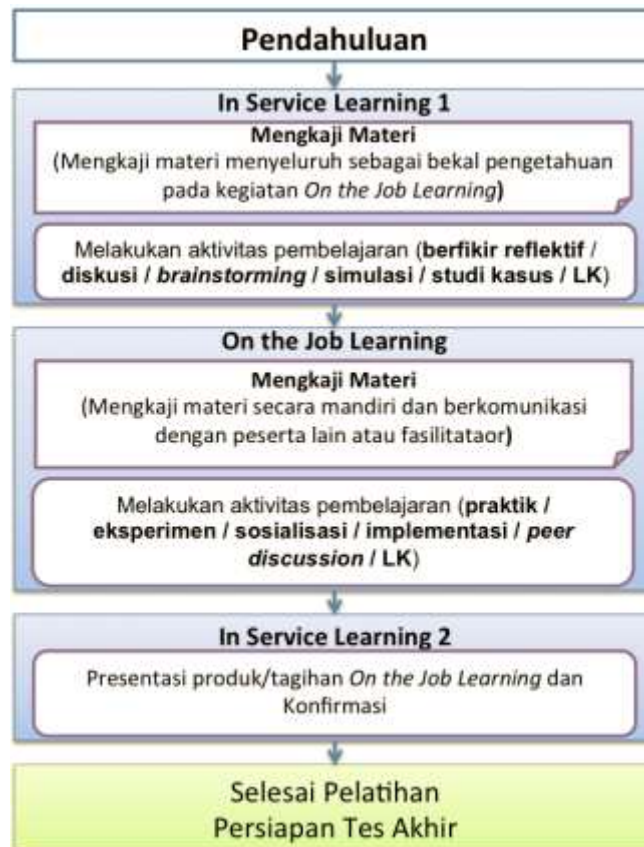 Pendahuluan
In Service Learning 1
Mengkaji Materi
(Mengkaji materi menyeluruh sebagai bekal pengetahuan
pada kegiatan On the Job Learning)
Melakukan aktivitas pembelajaran (berfikir reflektif /
diskusi / brainstorming / simulasi / studi kasus / LK)
On the Job Learning
Mengkaji Materi
(Mengkaji materi secara mandiri dan berkomunikasi
dengan peserta lain atau fasilitataor)
Melakukan aktivitas pembelajaran (praktik /
eksperimen / sosialisasi / implementasi / peer
discussion / LK)
In Service Learning 2
Presentasi produk/tagihan On the Job Learning dan
Konfirmasi
Selesai Pelatihan
Persiapan Tes Akhir